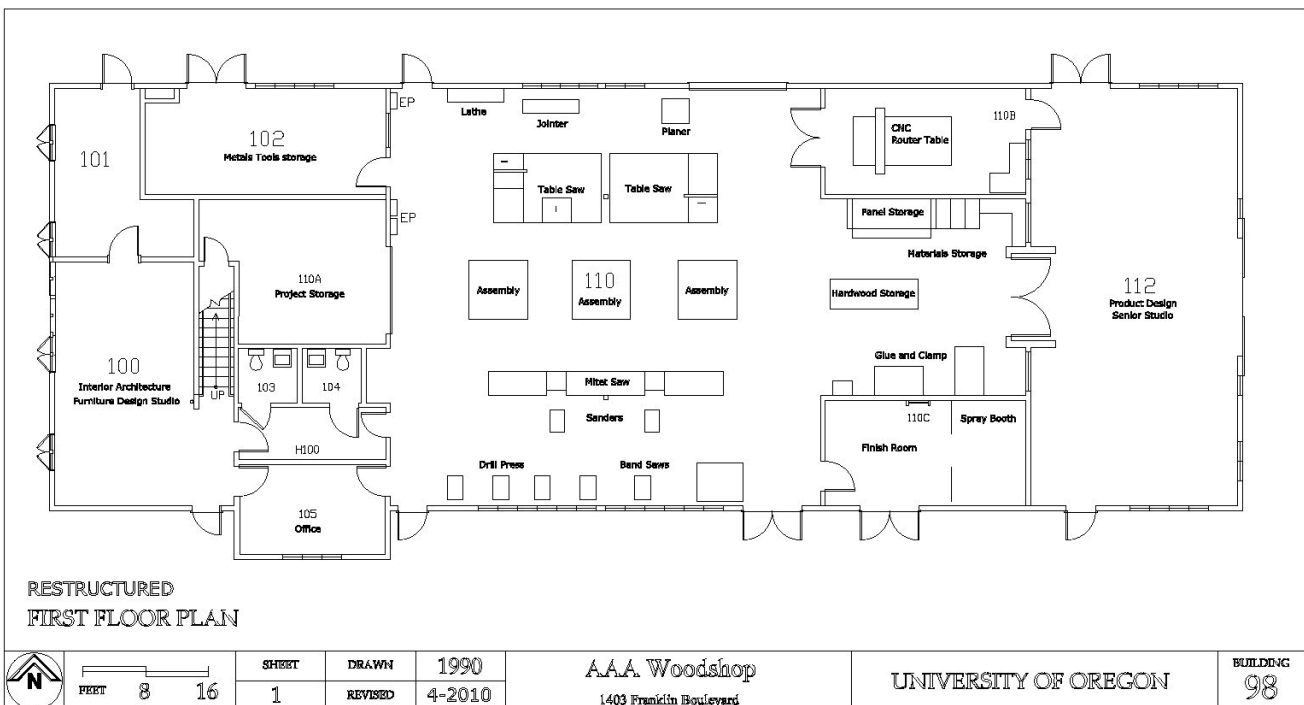 101
102
Metals Tools storage
EP
Lathe
Jointer
Planer
CNC
Router Table
110B
Table Saw
Table Saw
EP
Panel Storage
Materials Storage
110A
Project Storage
Assembly
110
Assembly
Assembly
Hardwood Storage
112
Product Design
Senior Studio
100
Interior Architecture
Furniture Design Studio
UP
103
104
Glue and Clamp
Miter Saw
Sanders
110C
Spray Booth
Finish Room
H100
Drill Press
Band Saws
105
Office
RESTRUCTURED
FIRST FLOOR PLAN
N
FEET 8 16
SHEET
1
DRAWN 1990
REVISED 4-2010
A.A.A. Woodshop
1403 Franklin Boulevard
UNIVERSITY OF OREGON
BUILDING
98